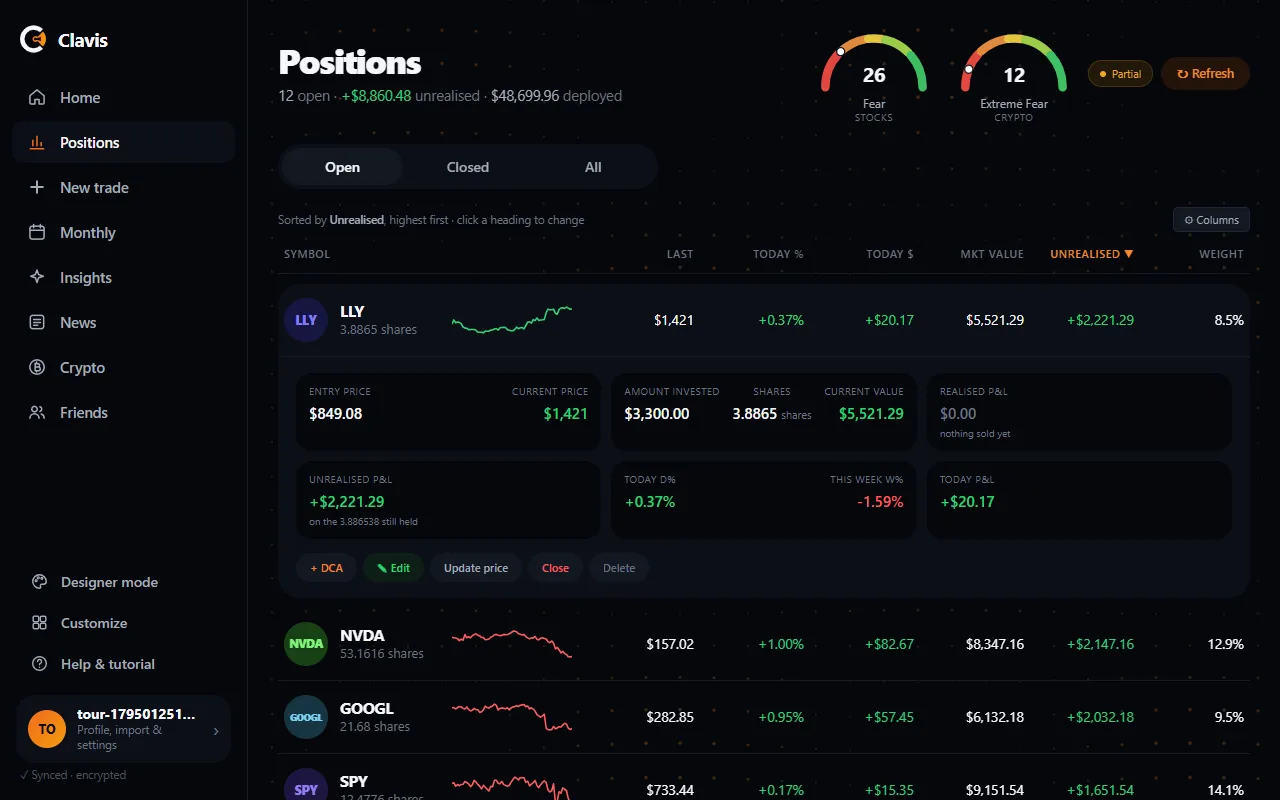 Clavis
Home
Positions
New trade
Monthly
Insights
News
Crypto
Friends
Designer mode
Customize
Help & tutorial
TO
tour-179501251...
Profile, import & settings
✓ Synced · encrypted
Positions
12 open · +$8,860.48 unrealised · $48,699.96 deployed
26
Fear
STOCKS
12
Extreme Fear
CRYPTO
Partial
↻ Refresh
Open Closed All
Sorted by Unrealised, highest first · click a heading to change
⚙ Columns
SYMBOL LAST TODAY % TODAY $ MKT VALUE UNREALISED ▼ WEIGHT
LLY LLY $1,421 +0.37% +$20.17 $5,521.29 +$2,221.29 8.5%
3.8865 shares
ENTRY PRICE CURRENT PRICE
$849.08 $1,421
AMOUNT INVESTED SHARES CURRENT VALUE
$3,300.00 3.8865 shares $5,521.29
REALISED P&L
$0.00
nothing sold yet
UNREALISED P&L
+$2,221.29
on the 3.886538 still held
TODAY D% THIS WEEK W%
+0.37% -1.59%
TODAY P&L
+$20.17
+ DCA ✎ Edit Update price Close Delete
NVDA NVDA $157.02 +1.00% +$82.67 $8,347.16 +$2,147.16 12.9%
53.1616 shares
GOOGL GOOGL $282.85 +0.95% +$57.45 $6,132.18 +$2,032.18 9.5%
21.68 shares
SPY SPY $733.44 +0.17% +$15.35 $9,151.54 +$1,651.54 14.1%
12.4776 shares